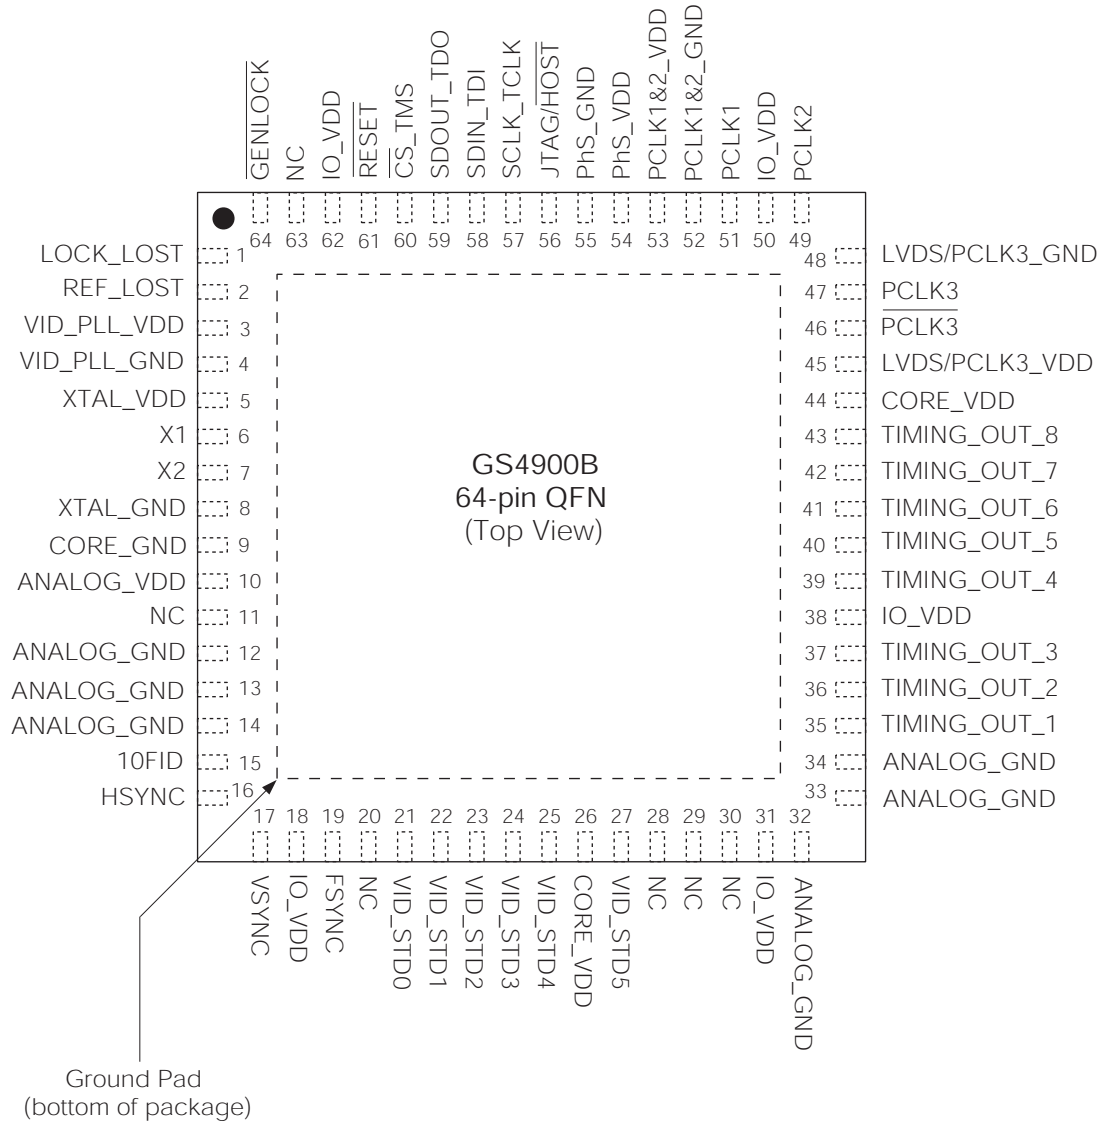 GENLOCK
NC
IO_VDD
RESET
CS_TMS
SDOUT_TDO
SDIN_TDI
SCLK_TCLK
JTAG/HOST
PhS_GND
PhS_VDD
PCLK1&2_VDD
PCLK1&2_GND
PCLK1
IO_VDD
PCLK2
64 63 62 61 60 59 58 57 56 55 54 53 52 51 50 49
LOCK_LOST 1
REF_LOST 2
VID_PLL_VDD 3
VID_PLL_GND 4
XTAL_VDD 5
X1 6
X2 7
XTAL_GND 8
CORE_GND 9
ANALOG_VDD 10
NC 11
ANALOG_GND 12
ANALOG_GND 13
ANALOG_GND 14
10FID 15
HSYNC 16
GS4900B
64-pin QFN
(Top View)
48 LVDS/PCLK3_GND
47 PCLK3
46 PCLK3
45 LVDS/PCLK3_VDD
44 CORE_VDD
43 TIMING_OUT_8
42 TIMING_OUT_7
41 TIMING_OUT_6
40 TIMING_OUT_5
39 TIMING_OUT_4
38 IO_VDD
37 TIMING_OUT_3
36 TIMING_OUT_2
35 TIMING_OUT_1
34 ANALOG_GND
33 ANALOG_GND
17 18 19 20 21 22 23 24 25 26 27 28 29 30 31 32
VSYNC
IO_VDD
FSYNC
NC
VID_STD0
VID_STD1
VID_STD2
VID_STD3
VID_STD4
CORE_VDD
VID_STD5
NC
NC
NC
IO_VDD
ANALOG_GND
Ground Pad
(bottom of package)